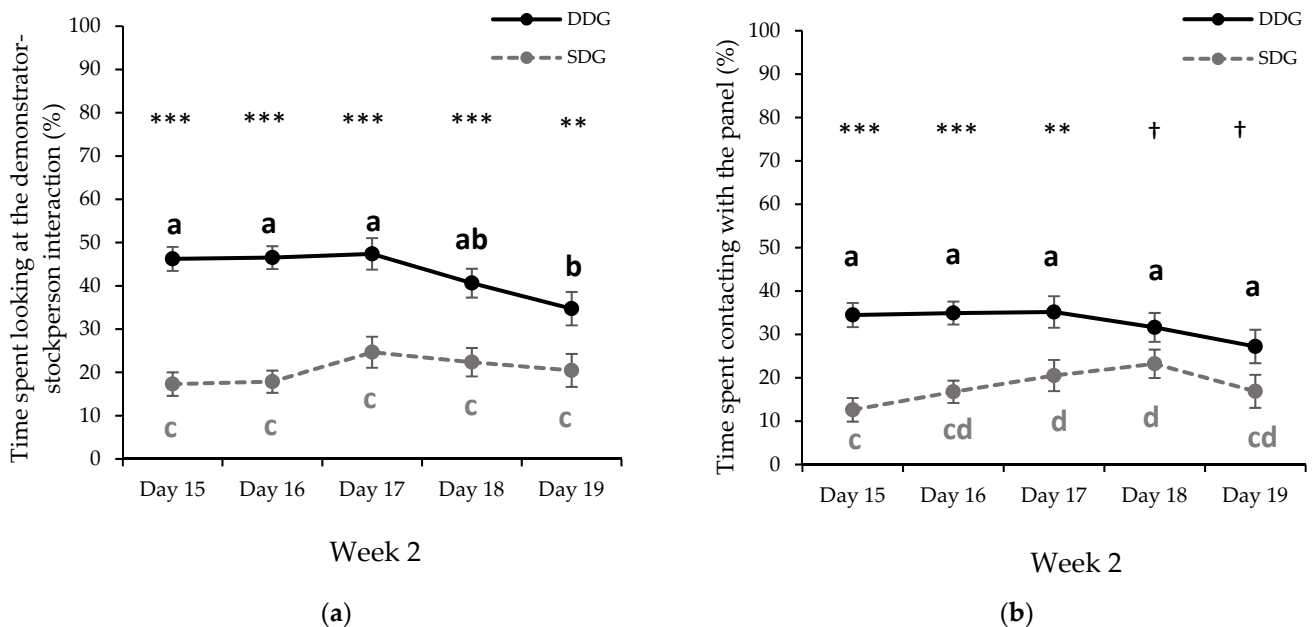 DDG
SDG
Time spent looking at the demonstrator-
stockperson interaction (%)
100
90
80
70
60
50
40
30
20
10
0
*** *** *** *** **
a a a ab b
c c c c c
Day 15 Day 16 Day 17 Day 18 Day 19
Week 2
(a)
DDG
SDG
Time spent contacting with the panel (%)
100
90
80
70
60
50
40
30
20
10
0
*** *** ** † †
a a a a a
c cd d d cd
Day 15 Day 16 Day 17 Day 18 Day 19
Week 2
(b)